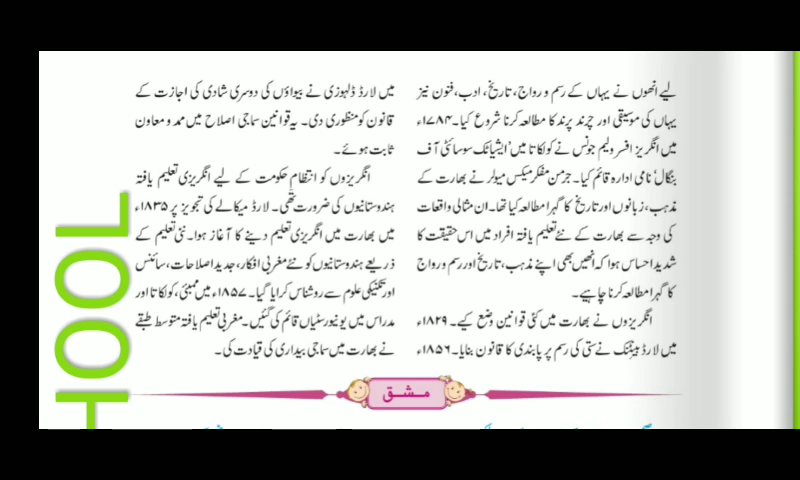 لیے انھوں نے یہاں کے رسم و رواج، تاریخ، ادب، فنون نیز
یہاں کی موسیقی اور چرند پرند کا مطالعہ کرنا شروع کیا۔ ۱۷۸۴ء
میں انگریز افسر ولیم جونس نے کولکاتا میں 'ایشیاٹک سوسائٹی آف
بنگال' نامی ادارہ قائم کیا۔ جرمن مفکر میکس میولر نے بھارت کے
مذہب، زبانوں اور تاریخ کا گہرا مطالعہ کیا تھا۔ ان مثالی واقعات
کی وجہ سے بھارت کے نئے تعلیم یافتہ افراد میں اس حقیقت کا
شدید احساس ہوا کہ انھیں بھی اپنے مذہب، تاریخ اور رسم و رواج
کا گہرا مطالعہ کرنا چاہیے۔
انگریزوں نے بھارت میں کئی قوانین وضع کیے۔ ۱۸۲۹ء
میں لارڈ بینٹنک نے ستی کی رسم پر پابندی کا قانون بنایا۔ ۱۸۵۶ء
میں لارڈ ڈلہوزی نے بیواؤں کی دوسری شادی کی اجازت کے
قانون کو منظوری دی۔ یہ قوانین سماجی اصلاح میں ممد و معاون
ثابت ہوئے۔
انگریزوں کو انتظامِ حکومت کے لیے انگریزی تعلیم یافتہ
ہندوستانیوں کی ضرورت تھی۔ لارڈ میکالے کی تجویز پر ۱۸۳۵ء
میں بھارت میں انگریزی تعلیم دینے کا آغاز ہوا۔ نئی تعلیم کے
ذریعے ہندوستانیوں کو نئے مغربی افکار، جدید اصلاحات، سائنس
اور تکنیکی علوم سے روشناس کرایا گیا۔ ۱۸۵۷ء میں ممبئی، کولکاتا اور
مدراس میں یونیورسٹیاں قائم کی گئیں۔ مغربی تعلیم یافتہ متوسط طبقے
نے بھارت میں سماجی بیداری کی قیادت کی۔
مشق
HOOL